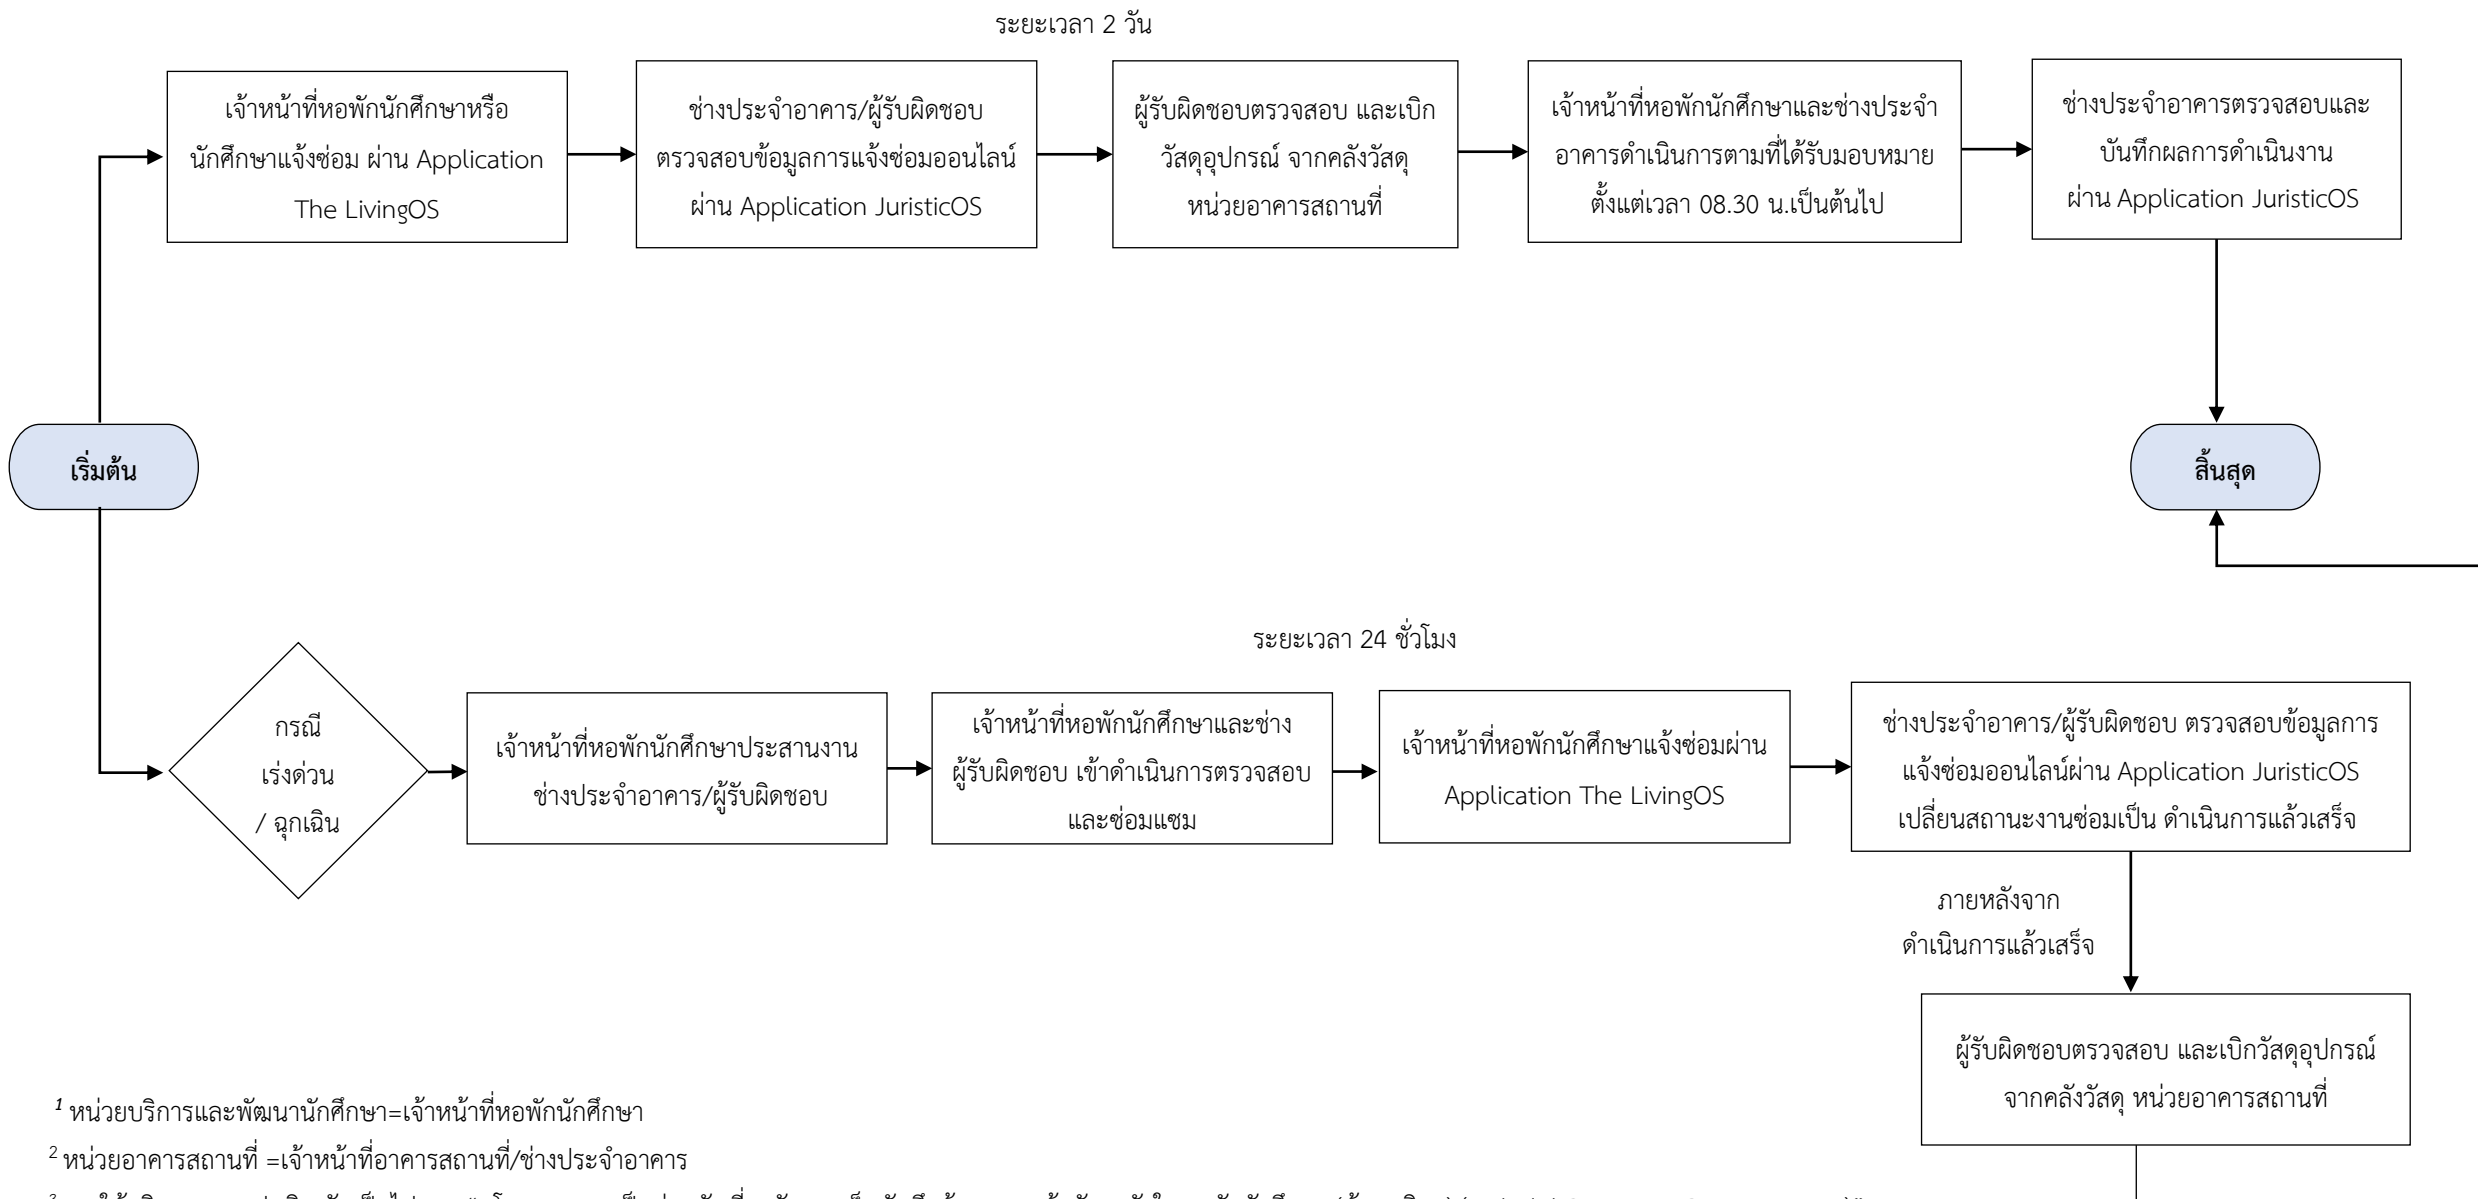 ระยะเวลา 2 วัน
เจ้าหน้าที่หอพักนักศึกษาหรือ
นักศึกษาแจ้งซ่อม ผ่าน Application
The LivingOS
ช่างประจำอาคาร/ผู้รับผิดชอบ
ตรวจสอบข้อมูลการแจ้งซ่อมออนไลน์
ผ่าน Application JuristicOS
ผู้รับผิดชอบตรวจสอบ และเบิก
วัสดุอุปกรณ์ จากคลังวัสดุ
หน่วยอาคารสถานที่
เจ้าหน้าที่หอพักนักศึกษาและช่างประจำ
อาคารดำเนินการตามที่ได้รับมอบหมาย
ตั้งแต่เวลา 08.30 น.เป็นต้นไป
ช่างประจำอาคารตรวจสอบและ
บันทึกผลการดำเนินงาน
ผ่าน Application JuristicOS
เริ่มต้น
สิ้นสุด
ระยะเวลา 24 ชั่วโมง
กรณี
เร่งด่วน
/ ฉุกเฉิน
เจ้าหน้าที่หอพักนักศึกษาประสานงาน
ช่างประจำอาคาร/ผู้รับผิดชอบ
เจ้าหน้าที่หอพักนักศึกษาและช่าง
ผู้รับผิดชอบ เข้าดำเนินการตรวจสอบ
และซ่อมแซม
เจ้าหน้าที่หอพักนักศึกษาแจ้งซ่อมผ่าน
Application The LivingOS
ช่างประจำอาคาร/ผู้รับผิดชอบ ตรวจสอบข้อมูลการ
แจ้งซ่อมออนไลน์ผ่าน Application JuristicOS
เปลี่ยนสถานะงานซ่อมเป็น ดำเนินการแล้วเสร็จ
ภายหลังจาก
ดำเนินการแล้วเสร็จ
ผู้รับผิดชอบตรวจสอบ และเบิกวัสดุอุปกรณ์
จากคลังวัสดุ หน่วยอาคารสถานที่
1 หน่วยบริการและพัฒนานักศึกษา=เจ้าหน้าที่หอพักนักศึกษา
2 หน่วยอาคารสถานที่ =เจ้าหน้าที่อาคารสถานที่/ช่างประจำอาคาร